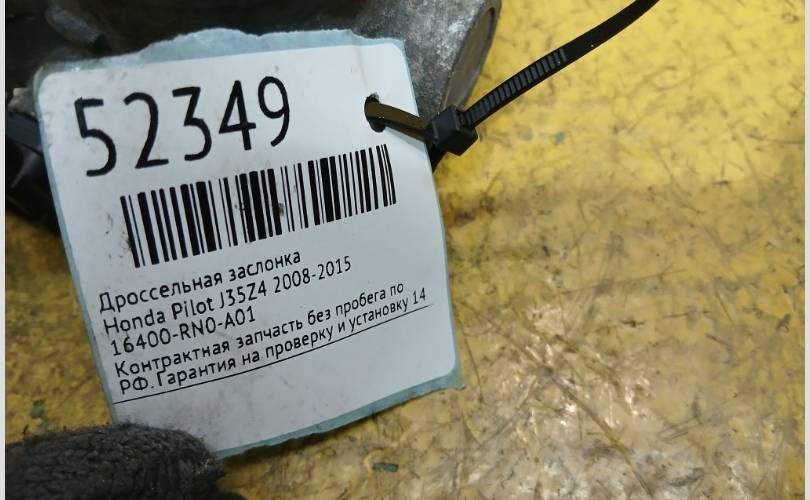 52349
Дроссельная заслонка
Honda Pilot J35Z4 2008-2015
16400-RN0-A01
Контрактная запчасть без пробега по
РФ.Гарантия на проверку и установку 14